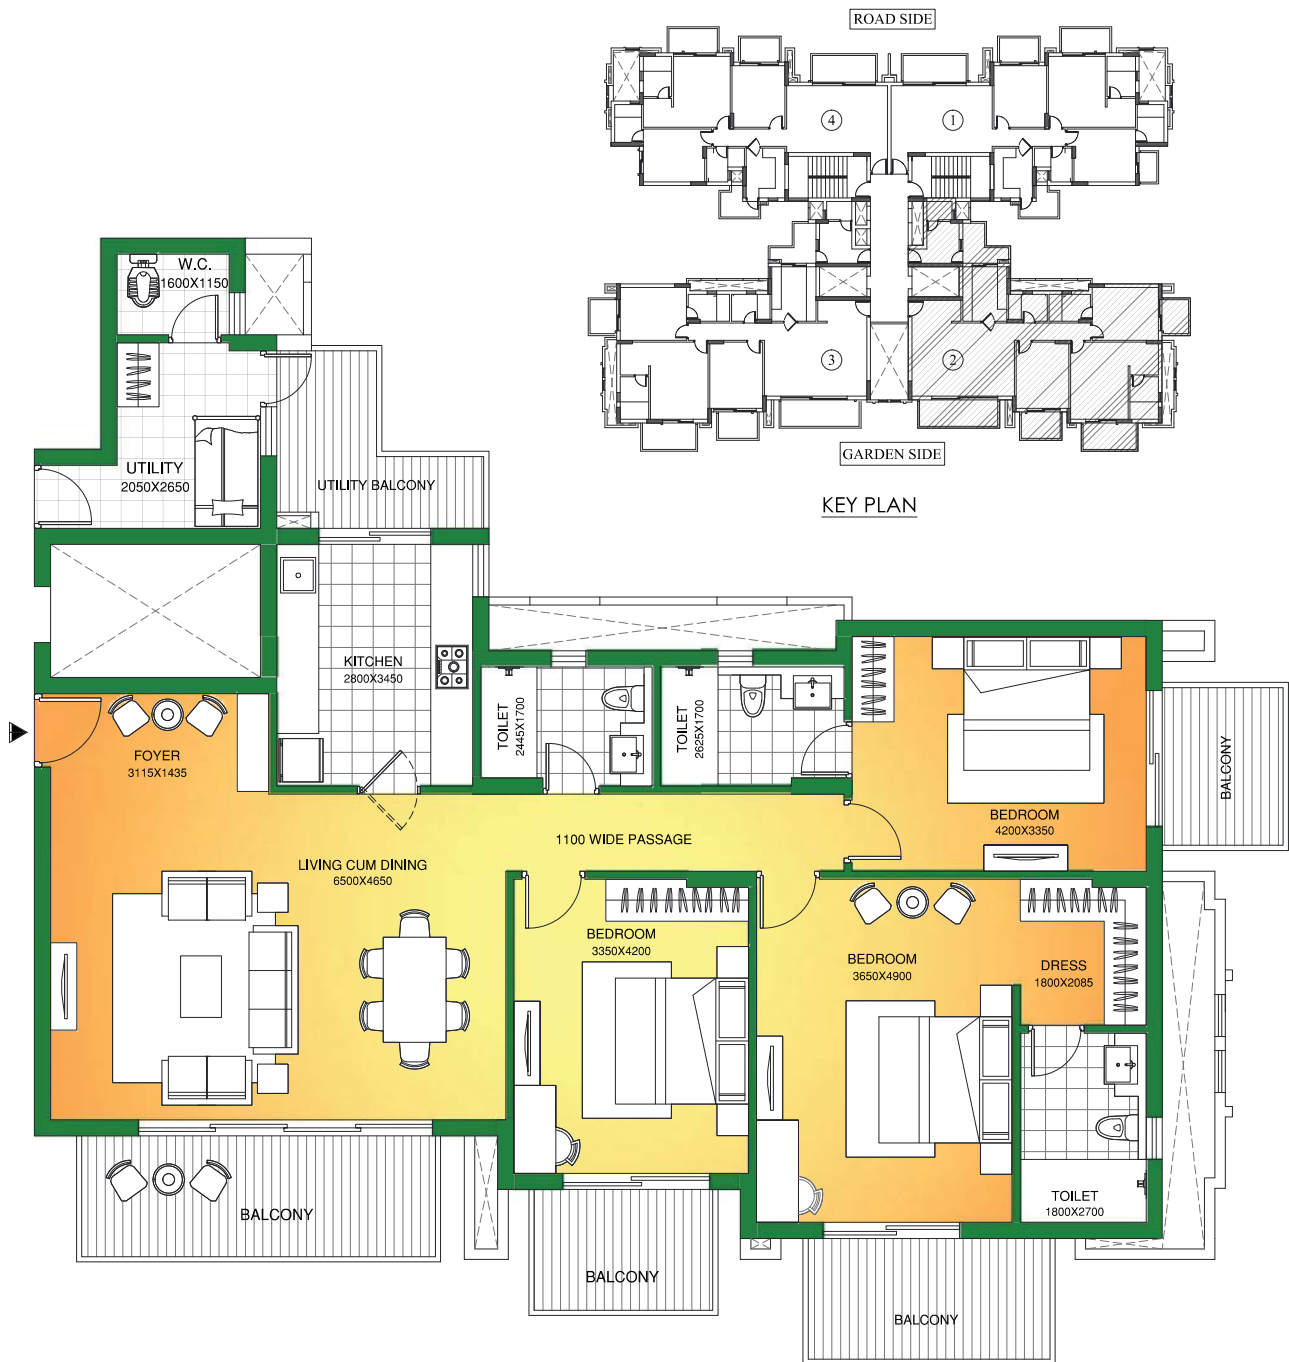 ROAD SIDE
4
1
3
2
GARDEN SIDE
KEY PLAN
W.C.
1600X1150
UTILITY
2050X2650
UTILITY BALCONY
KITCHEN
2800X3450
TOILET
2445X1700
TOILET
2625X1700
FOYER
3115X1435
BALCONY
BEDROOM
4200X3350
1100 WIDE PASSAGE
LIVING CUM DINING
6500X4650
BEDROOM
3350X4200
BEDROOM
3650X4900
DRESS
1800X2085
TOILET
1800X2700
BALCONY
BALCONY
BALCONY